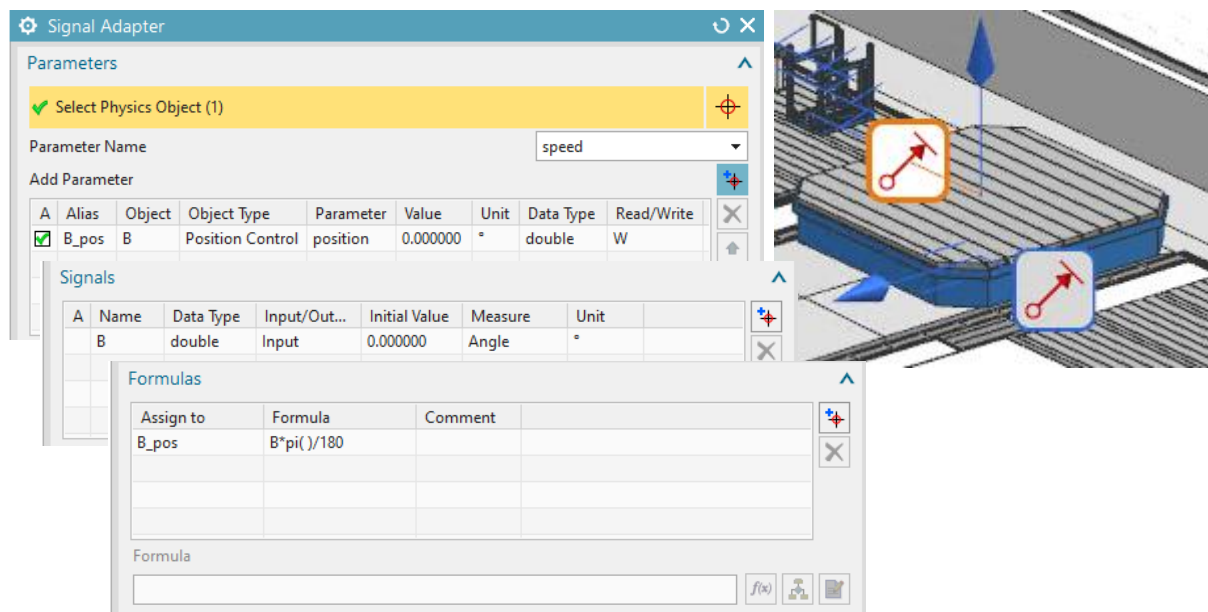 Signal Adapter
Parameters
Select Physics Object (1)
Parameter Name speed
Add Parameter
A Alias Object Object Type Parameter Value Unit Data Type Read/Write
B_pos B Position Control position 0.000000 ° double W
Signals
A Name Data Type Input/Out... Initial Value Measure Unit
B double Input 0.000000 Angle °
Formulas
Assign to Formula Comment
B_pos B*pi( )/180
Formula
f(x)